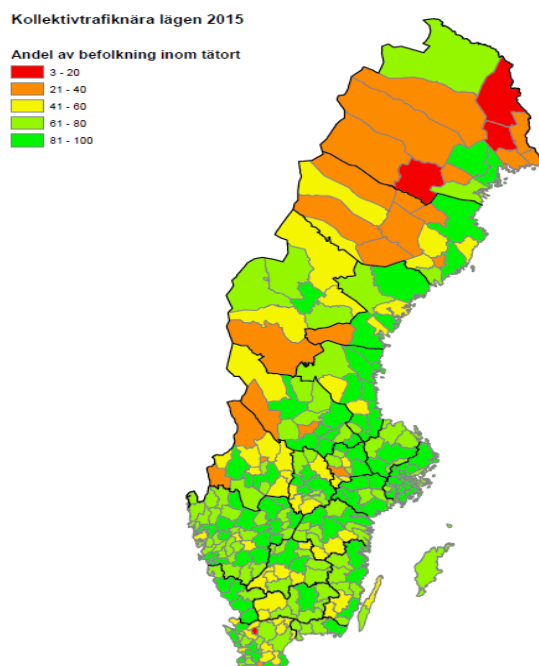 Kollektivtrafiknära lägen 2015
Andel av befolkning inom tätort
3 - 20
21 - 40
41 - 60
61 - 80
81 - 100